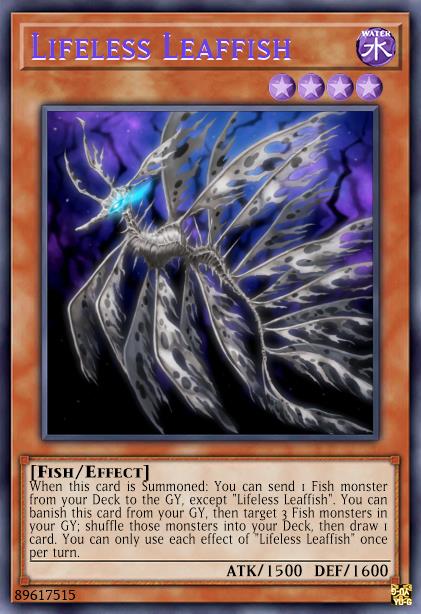 Lifeless Leaffish
WATER
水
[Fish/Effect]
When this card is Summoned: You can send 1 Fish monster
from your Deck to the GY, except "Lifeless Leaffish". You can
banish this card from your GY, then target 3 Fish monsters in
your GY; shuffle those monsters into your Deck, then draw 1
card. You can only use each effect of "Lifeless Leaffish" once
per turn.
ATK/1500 DEF/1600
89617515